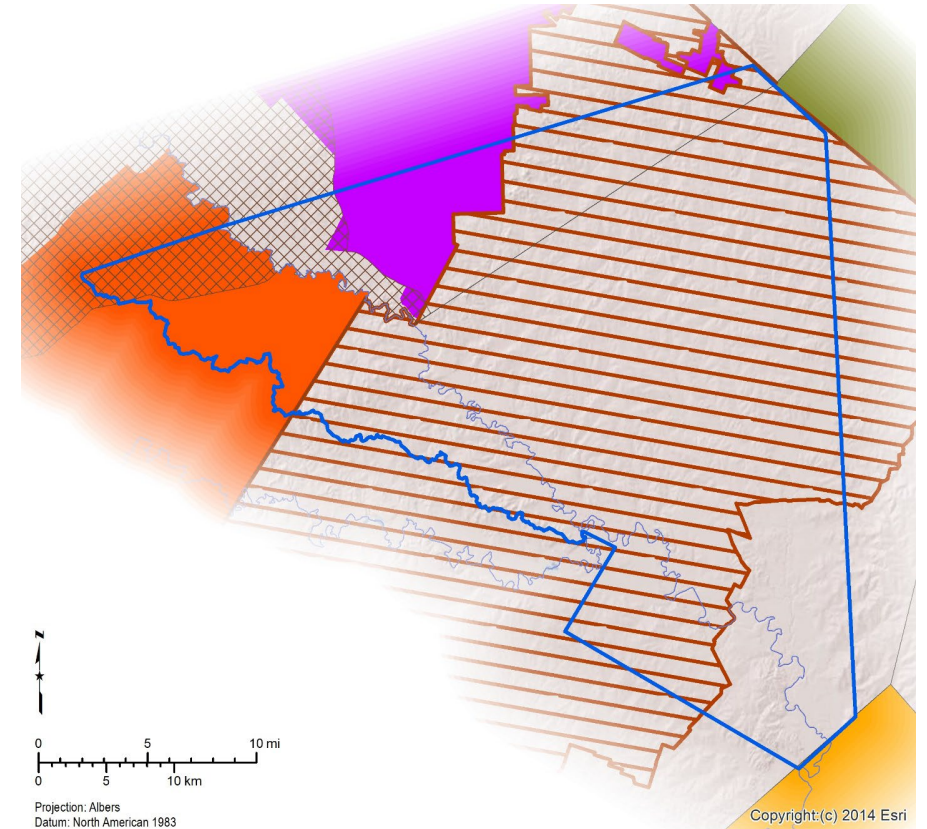 N
0 5 10 mi
0 5 10 km
Projection: Albers
Datum: North American 1983
Copyright:(c) 2014 Esri